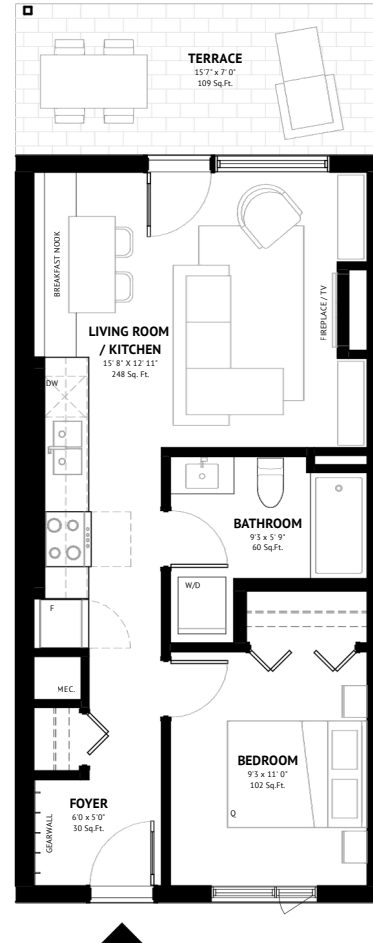 TERRACE
15'7" x 7' 0"
109 Sq.Ft.
BREAKFAST NOOK
FIREPLACE / TV
LIVING ROOM
/ KITCHEN
15' 8" X 12' 11"
248 Sq. Ft.
DW
BATHROOM
9'3 x 5' 9"
60 Sq.Ft.
W/D
F
MEC.
BEDROOM
9'3 x 11' 0"
102 Sq.Ft.
Q
FOYER
6'0 x 5'0"
30 Sq.Ft.
GEARWALL